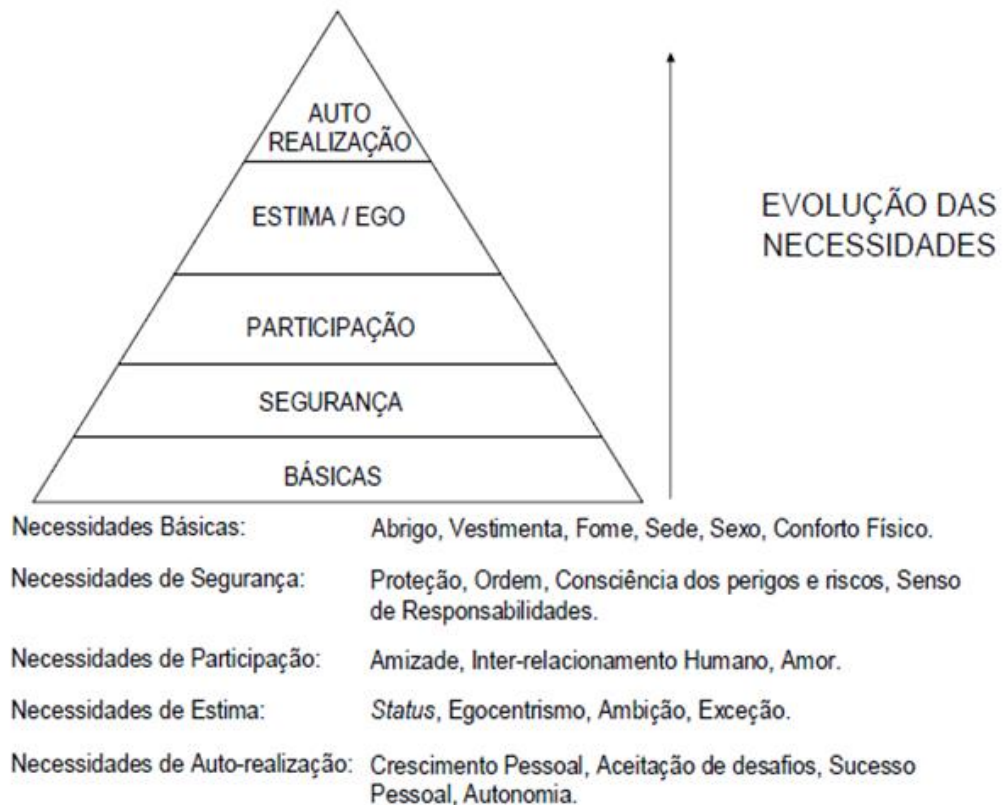 AUTO
REALIZAÇÃO
ESTIMA / EGO
PARTICIPAÇÃO
SEGURANÇA
BÁSICAS
EVOLUÇÃO DAS
NECESSIDADES
Necessidades Básicas: Abrigo, Vestimenta, Fome, Sede, Sexo, Conforto Físico.
Necessidades de Segurança: Proteção, Ordem, Consciência dos perigos e riscos, Senso
de Responsabilidades.
Necessidades de Participação: Amizade, Inter-relacionamento Humano, Amor.
Necessidades de Estima: Status, Egocentrismo, Ambição, Exceção.
Necessidades de Auto-realização: Crescimento Pessoal, Aceitação de desafios, Sucesso
Pessoal, Autonomia.